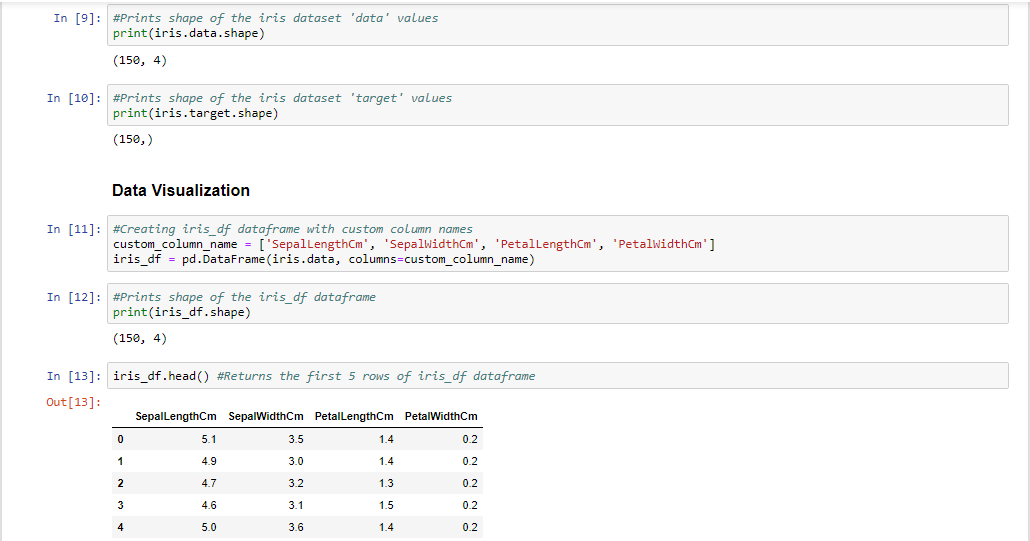 In [9]: #Prints shape of the iris dataset 'data' values
print(iris.data.shape)
(150, 4)
In [10]: #Prints shape of the iris dataset 'target' values
print(iris.target.shape)
(150,)
Data Visualization
In [11]: #Creating iris_df dataframe with custom column names
custom_column_name = ['SepalLengthCm', 'SepalWidthCm', 'PetalLengthCm', 'PetalWidthCm']
iris_df = pd.DataFrame(iris.data, columns=custom_column_name)
In [12]: #Prints shape of the iris_df dataframe
print(iris_df.shape)
(150, 4)
In [13]: iris_df.head() #Returns the first 5 rows of iris_df dataframe
Out[13]:
SepalLengthCm SepalWidthCm PetalLengthCm PetalWidthCm
0 5.1 3.5 1.4 0.2
1 4.9 3.0 1.4 0.2
2 4.7 3.2 1.3 0.2
3 4.6 3.1 1.5 0.2
4 5.0 3.6 1.4 0.2